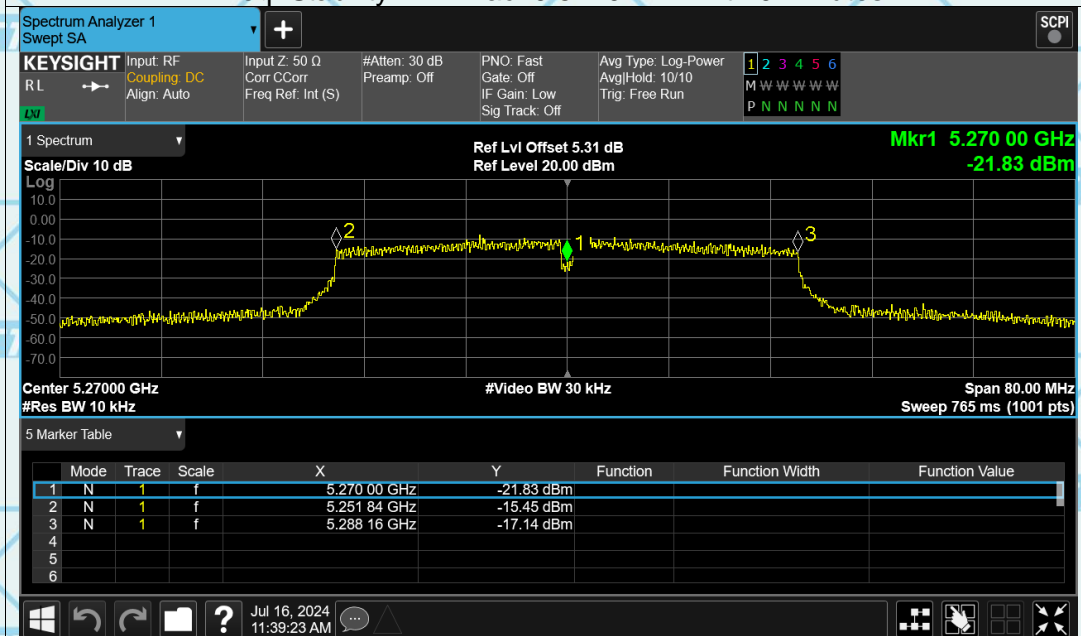 Spectrum Analyzer 1
Swept SA
+
SCPI
KEYSIGHT
RL
LXI
Input: RF
Coupling: DC
Align: Auto
Input Z: 50 Ω
Corr CCorr
Freq Ref: Int (S)
#Atten: 30 dB
Preamp: Off
PNO: Fast
Gate: Off
IF Gain: Low
Sig Track: Off
Avg Type: Log-Power
Avg|Hold: 10/10
Trig: Free Run
1 2 3 4 5 6
M W W W W W
P N N N N N
1 Spectrum
Scale/Div 10 dB
Ref Lvl Offset 5.31 dB
Ref Level 20.00 dBm
Mkr1 5.270 00 GHz
-21.83 dBm
Log
10.0
0.00
-10.0
-20.0
-30.0
-40.0
-50.0
-60.0
-70.0
2
1
3
Center 5.27000 GHz
#Video BW 30 kHz
Span 80.00 MHz
#Res BW 10 kHz
Sweep 765 ms (1001 pts)
5 Marker Table
Mode Trace Scale X Y Function Function Width Function Value
1 N 1 f 5.270 00 GHz -21.83 dBm
2 N 1 f 5.251 84 GHz -15.45 dBm
3 N 1 f 5.288 16 GHz -17.14 dBm
4
5
6
?
Jul 16, 2024
11:39:23 AM